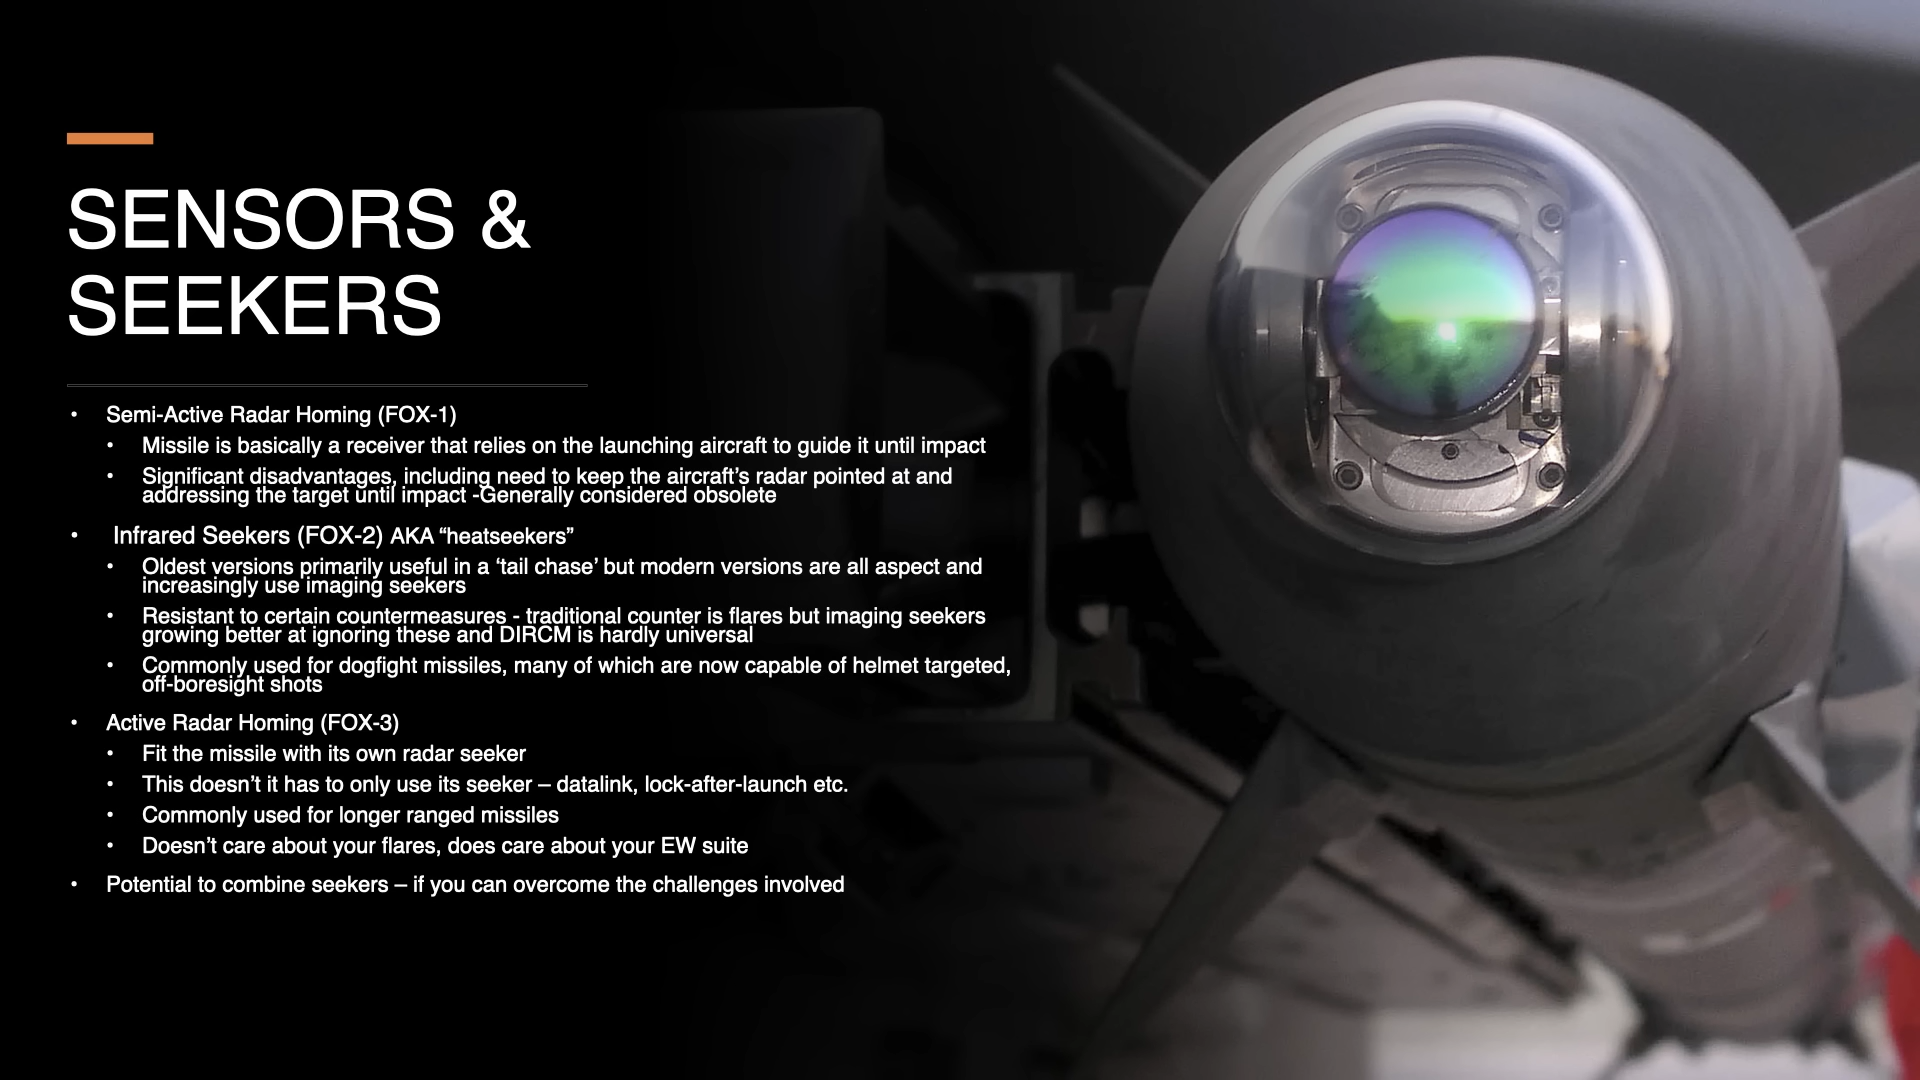 SENSORS &
SEEKERS
• Semi-Active Radar Homing (FOX-1)
• Missile is basically a receiver that relies on the launching aircraft to guide it until impact
• Significant disadvantages, including need to keep the aircraft’s radar pointed at and
addressing the target until impact -Generally considered obsolete
• Infrared Seekers (FOX-2) AKA “heatseekers”
• Oldest versions primarily useful in a ‘tail chase’ but modern versions are all aspect and
increasingly use imaging seekers
• Resistant to certain countermeasures - traditional counter is flares but imaging seekers
growing better at ignoring these and DIRCM is hardly universal
• Commonly used for dogfight missiles, many of which are now capable of helmet targeted,
off-boresight shots
• Active Radar Homing (FOX-3)
• Fit the missile with its own radar seeker
• This doesn’t it has to only use its seeker – datalink, lock-after-launch etc.
• Commonly used for longer ranged missiles
• Doesn’t care about your flares, does care about your EW suite
• Potential to combine seekers – if you can overcome the challenges involved